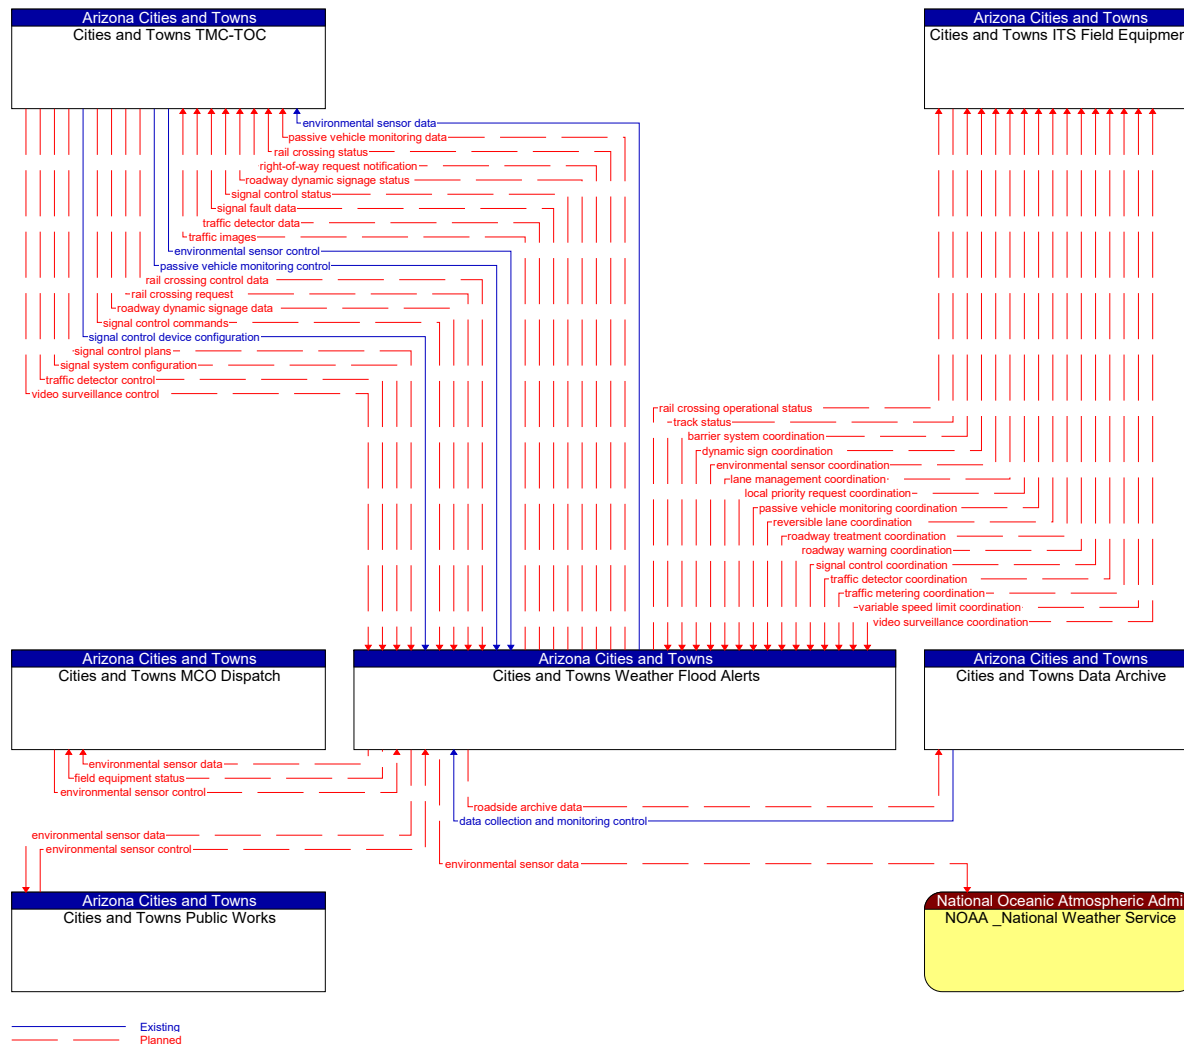 Arizona Cities and Towns
Cities and Towns TMC-TOC
Arizona Cities and Towns
Cities and Towns ITS Field Equipmen
environmental sensor data
passive vehicle monitoring data
rail crossing status
right-of-way request notification
roadway dynamic signage status
signal control status
signal fault data
traffic detector data
traffic images
environmental sensor control
passive vehicle monitoring control
rail crossing control data
rail crossing request
roadway dynamic signage data
signal control commands
signal control device configuration
signal control plans
signal system configuration
traffic detector control
video surveillance control
rail crossing operational status
track status
barrier system coordination
dynamic sign coordination
environmental sensor coordination
lane management coordination
local priority request coordination
passive vehicle monitoring coordination
reversible lane coordination
roadway treatment coordination
roadway warning coordination
signal control coordination
traffic detector coordination
traffic metering coordination
variable speed limit coordination
video surveillance coordination
Arizona Cities and Towns
Cities and Towns MCO Dispatch
Arizona Cities and Towns
Cities and Towns Weather Flood Alerts
Arizona Cities and Towns
Cities and Towns Data Archive
environmental sensor data
field equipment status
environmental sensor control
roadside archive data
data collection and monitoring control
environmental sensor data
environmental sensor control
environmental sensor data
Arizona Cities and Towns
Cities and Towns Public Works
National Oceanic Atmospheric Admi
NOAA _National Weather Service
Existing
Planned